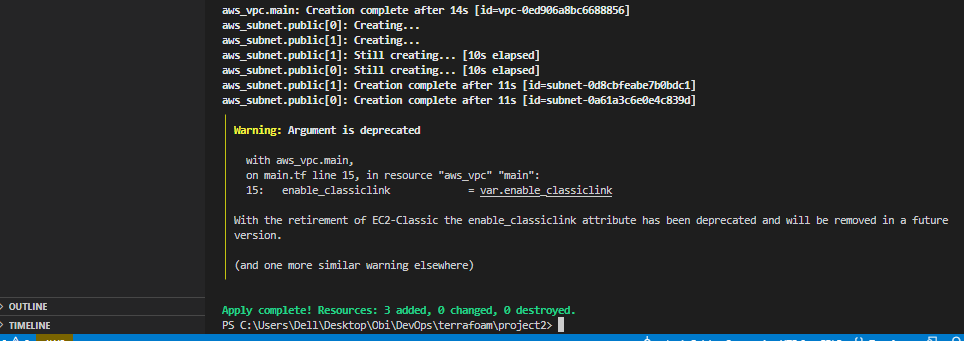 aws_vpc.main: Creation complete after 14s [id=vpc-0ed906a8bc6688856]
aws_subnet.public[0]: Creating...
aws_subnet.public[1]: Creating...
aws_subnet.public[1]: Still creating... [10s elapsed]
aws_subnet.public[0]: Still creating... [10s elapsed]
aws_subnet.public[1]: Creation complete after 11s [id=subnet-0d8cbfeabe7b0bdc1]
aws_subnet.public[0]: Creation complete after 11s [id=subnet-0a61a3c6e0e4c839d]
Warning: Argument is deprecated
with aws_vpc.main,
on main.tf line 15, in resource "aws_vpc" "main":
15: enable_classiclink = var.enable_classiclink
With the retirement of EC2-Classic the enable_classiclink attribute has been deprecated and will be removed in a future
version.
(and one more similar warning elsewhere)
Apply complete! Resources: 3 added, 0 changed, 0 destroyed.
PS C:\Users\Dell\Desktop\Obi\DevOps\terrafoam\project2>
OUTLINE
TIMELINE